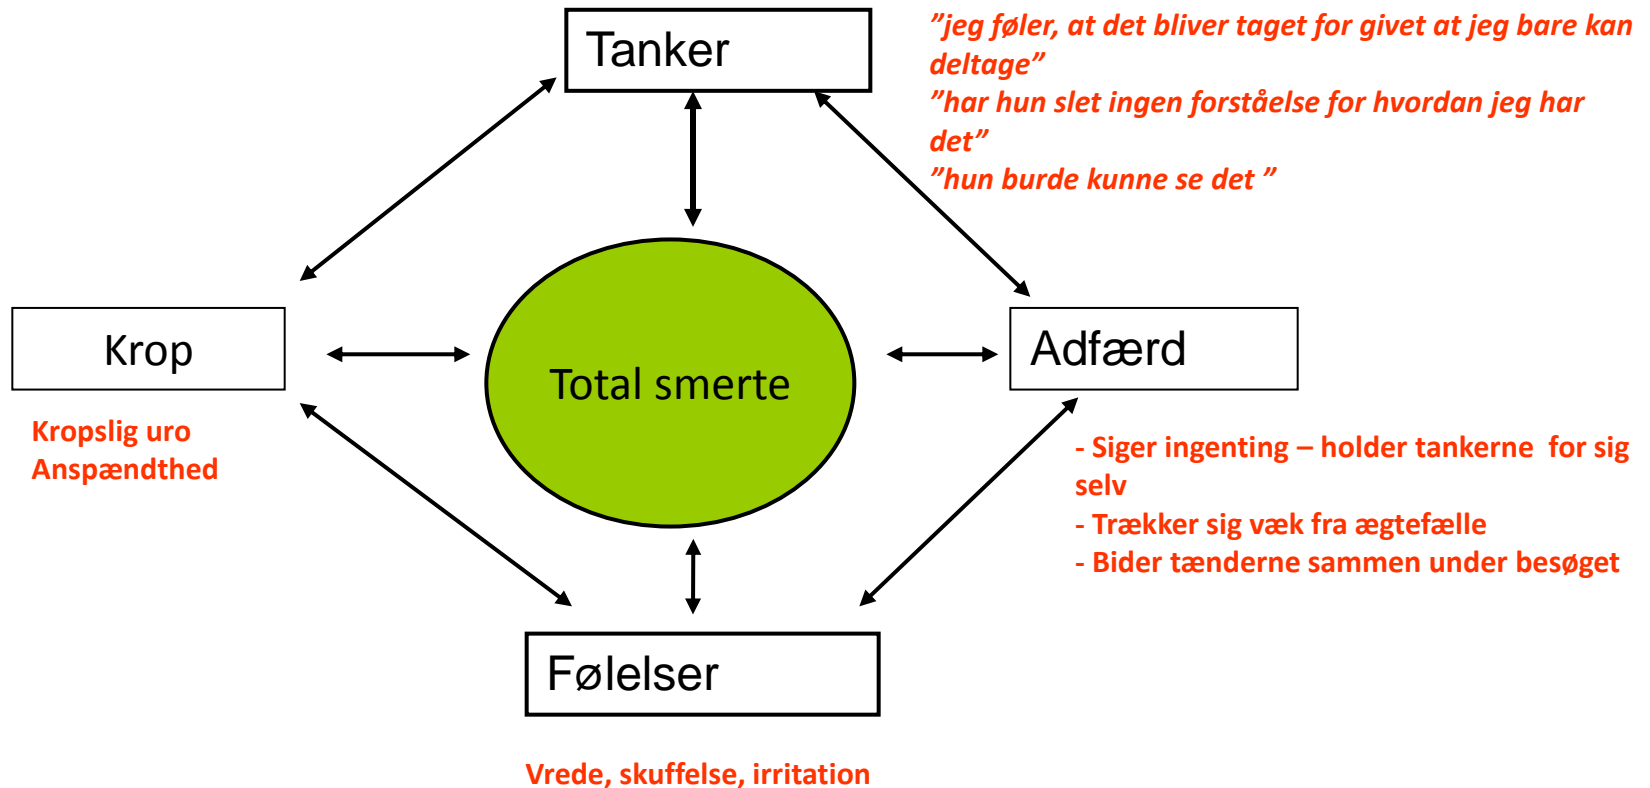 Tanker
”jeg føler, at det bliver taget for givet at jeg bare kan
deltage”
”har hun slet ingen forståelse for hvordan jeg har
det”
”hun burde kunne se det ”
Krop
Kropslig uro
Anspændthed
Total smerte
Adfærd
- Siger ingenting – holder tankerne  for sig
selv
- Trækker sig væk fra ægtefælle
- Bider tænderne sammen under besøget
Følelser
Vrede, skuffelse, irritation